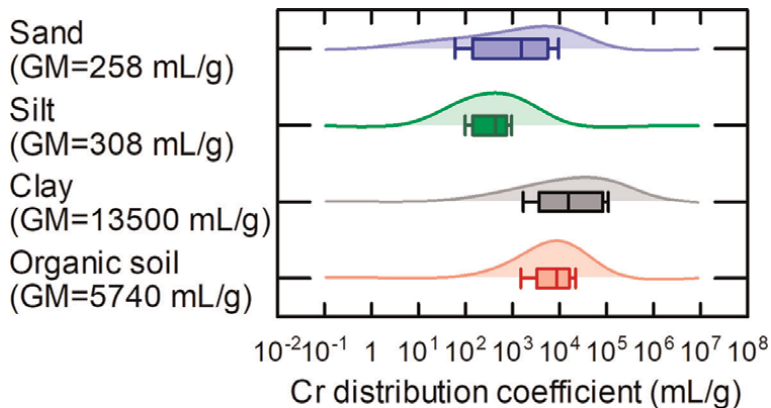 Sand
(GM=258 mL/g)
Silt
(GM=308 mL/g)
Clay
(GM=13500 mL/g)
Organic soil
(GM=5740 mL/g)
10⁻² 10⁻¹ 1 10¹ 10² 10³ 10⁴ 10⁵ 10⁶ 10⁷ 10⁸
Cr distribution coefficient (mL/g)